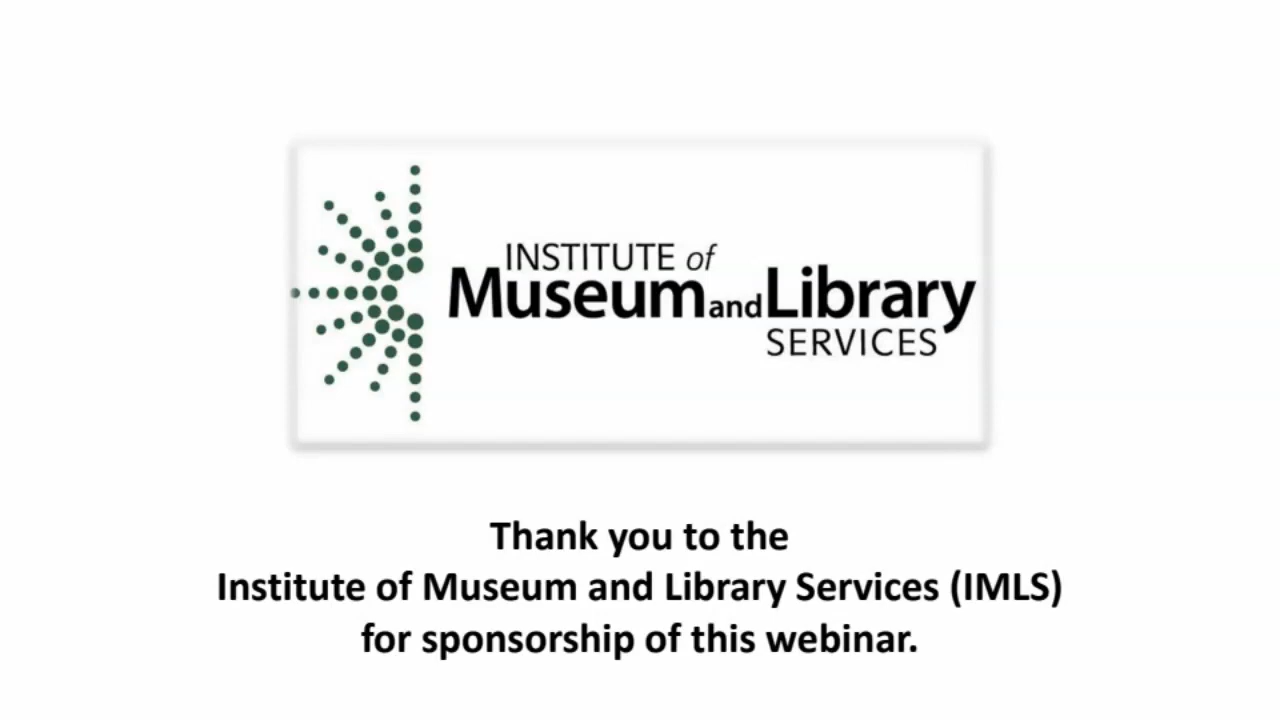 INSTITUTE of
Museum and Library
SERVICES
Thank you to the
Institute of Museum and Library Services (IMLS)
for sponsorship of this webinar.